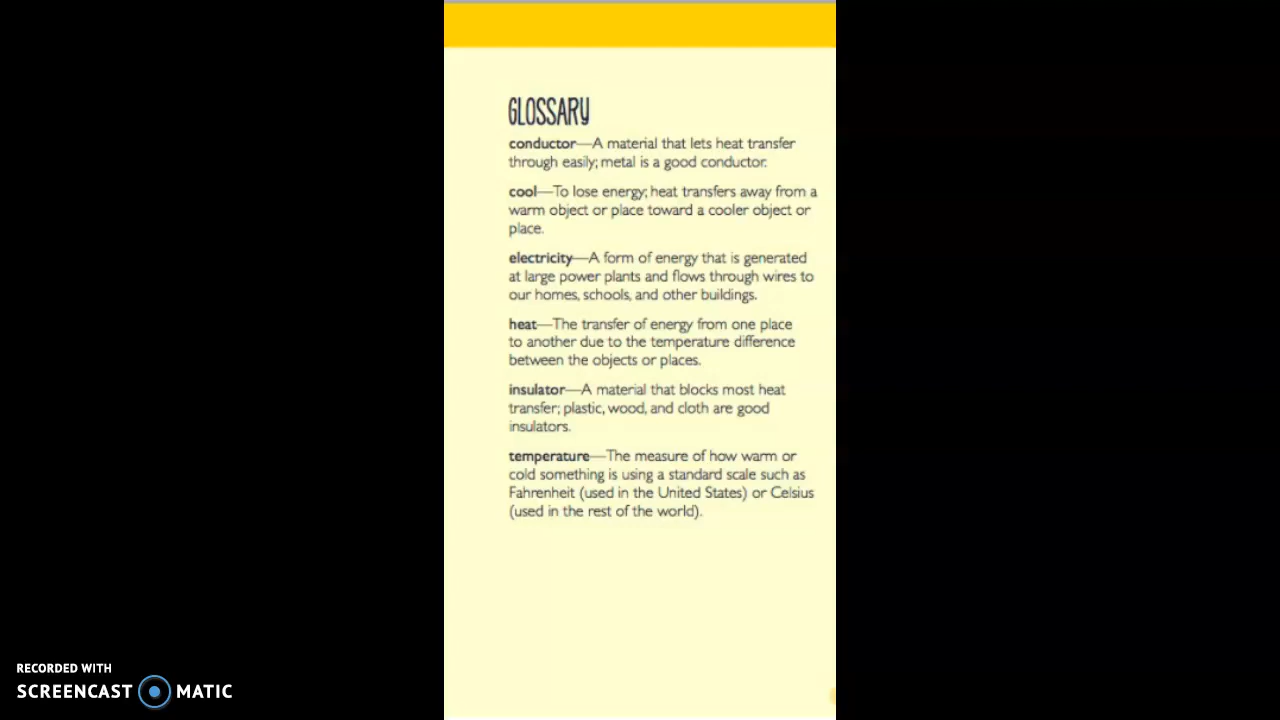 GLOSSARY
conductor—A material that lets heat transfer
through easily; metal is a good conductor.
cool—To lose energy; heat transfers away from a
warm object or place toward a cooler object or
place.
electricity—A form of energy that is generated
at large power plants and flows through wires to
our homes, schools, and other buildings.
heat—The transfer of energy from one place
to another due to the temperature difference
between the objects or places.
insulator—A material that blocks most heat
transfer; plastic, wood, and cloth are good
insulators.
temperature—The measure of how warm or
cold something is using a standard scale such as
Fahrenheit (used in the United States) or Celsius
(used in the rest of the world).
RECORDED WITH
SCREENCAST MATIC